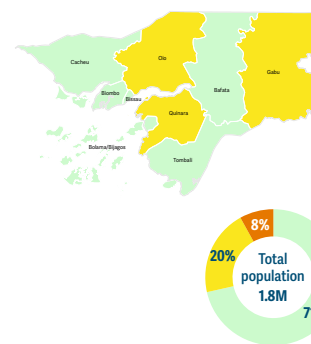 Oio
Cacheu
Gabu
Bafata
Biombo
Bissau
Quinara
Bolama/Bijagos
Tombali
8%
20%
Total
population
1.8M